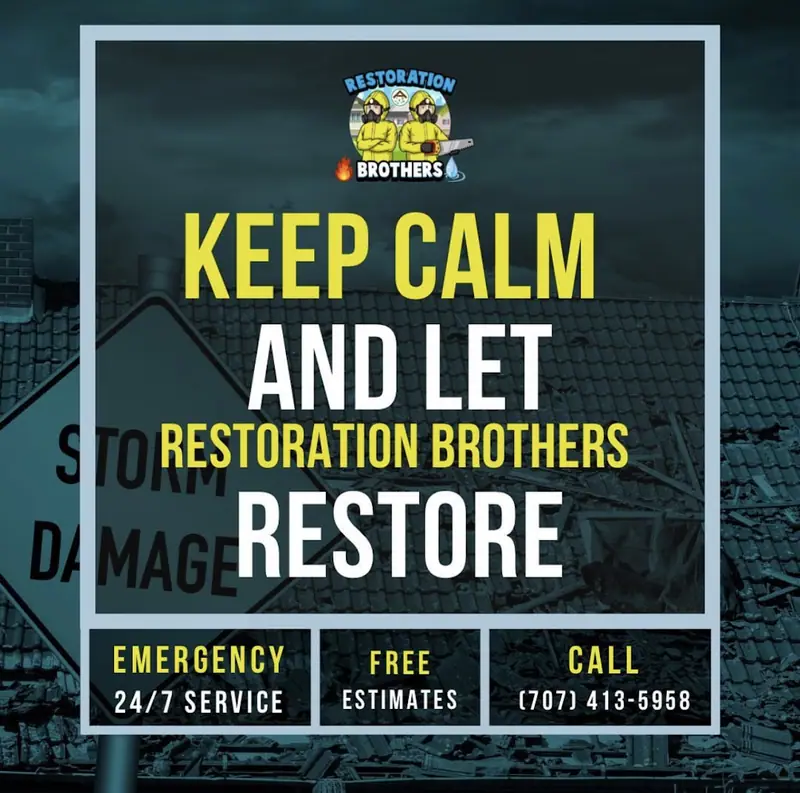 RESTORATION
BROTHERS
KEEP CALM
AND LET
RESTORATION BROTHERS
RESTORE
STORM
DAMAGE
EMERGENCY
24/7 SERVICE
FREE
ESTIMATES
CALL
(707) 413-5958